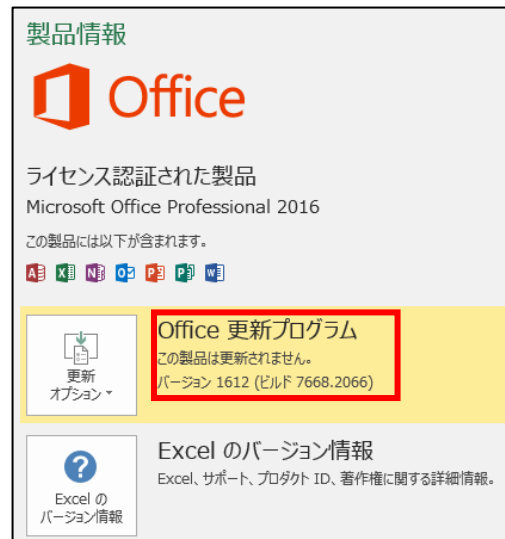 製品情報
Office
ライセンス認証された製品
Microsoft Office Professional 2016
この製品には以下が含まれます。
更新
オプション
Office 更新プログラム
この製品は更新されません。
バージョン 1612 (ビルド 7668.2066)
Excel の
バージョン情報
Excel のバージョン情報
Excel、サポート、プロダクト ID、著作権に関する詳細情報。